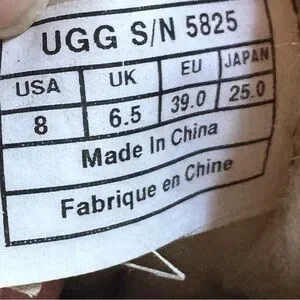 UGG S/N 5825
USA UK EU JAPAN
8 6.5 39.0 25.0
Made In China
Fabrique en Chine